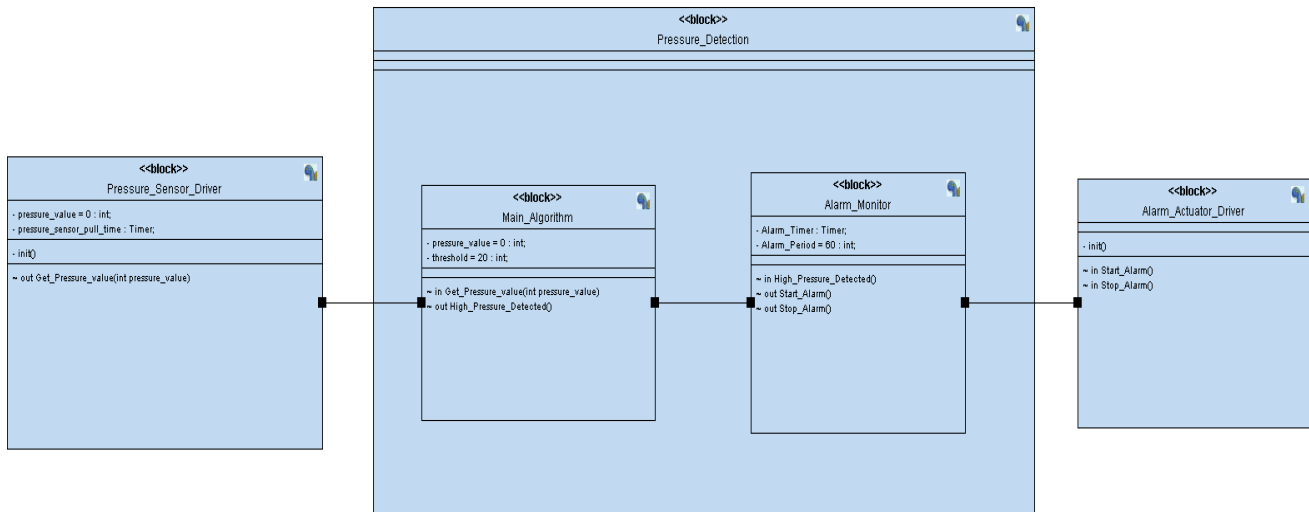 <<block>>
Pressure_Detection
<<block>>
Pressure_Sensor_Driver
- pressure_value = 0 : int;
- pressure_sensor_pull_time : Timer;
- init()
~ out Get_Pressure_value(int pressure_value)
<<block>>
Main_Algorithm
- pressure_value = 0 : int;
- threshold = 20 : int;
~ in Get_Pressure_value(int pressure_value)
~ out High_Pressure_Detected()
<<block>>
Alarm_Monitor
- Alarm_Timer : Timer;
- Alarm_Period = 60 : int;
~ in High_Pressure_Detected()
~ out Start_Alarm()
~ out Stop_Alarm()
<<block>>
Alarm_Actuator_Driver
- init()
~ in Start_Alarm()
~ in Stop_Alarm()